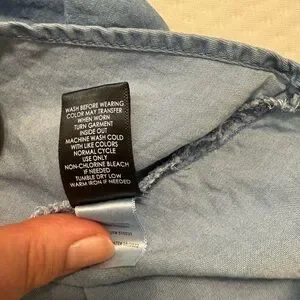 WASH BEFORE WEARING
COLOR MAY TRANSFER
WHEN WORN
TURN GARMENT
INSIDE OUT
MACHINE WASH COLD
WITH LIKE COLORS
NORMAL CYCLE
USE ONLY
NON-CHLORINE BLEACH
IF NEEDED
TUMBLE DRY LOW
WARM IRON IF NEEDED